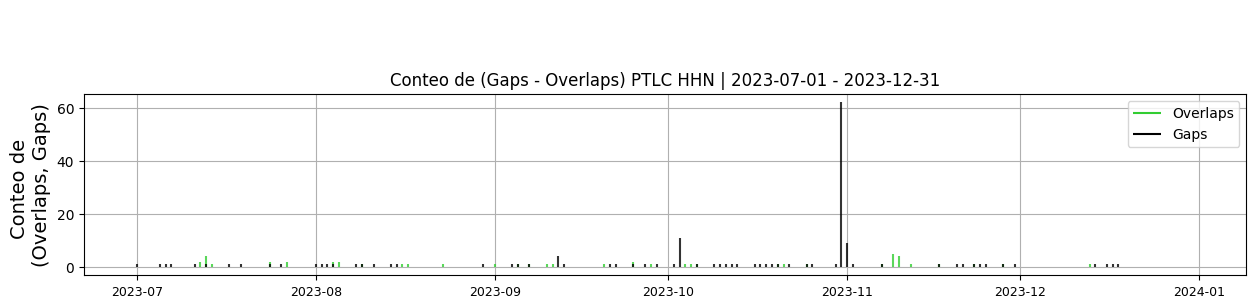 Conteo de (Gaps - Overlaps) PTLC HHN | 2023-07-01 - 2023-12-31
Conteo de
(Overlaps, Gaps)
60
40
20
0
Overlaps
Gaps
2023-07
2023-08
2023-09
2023-10
2023-11
2023-12
2024-01